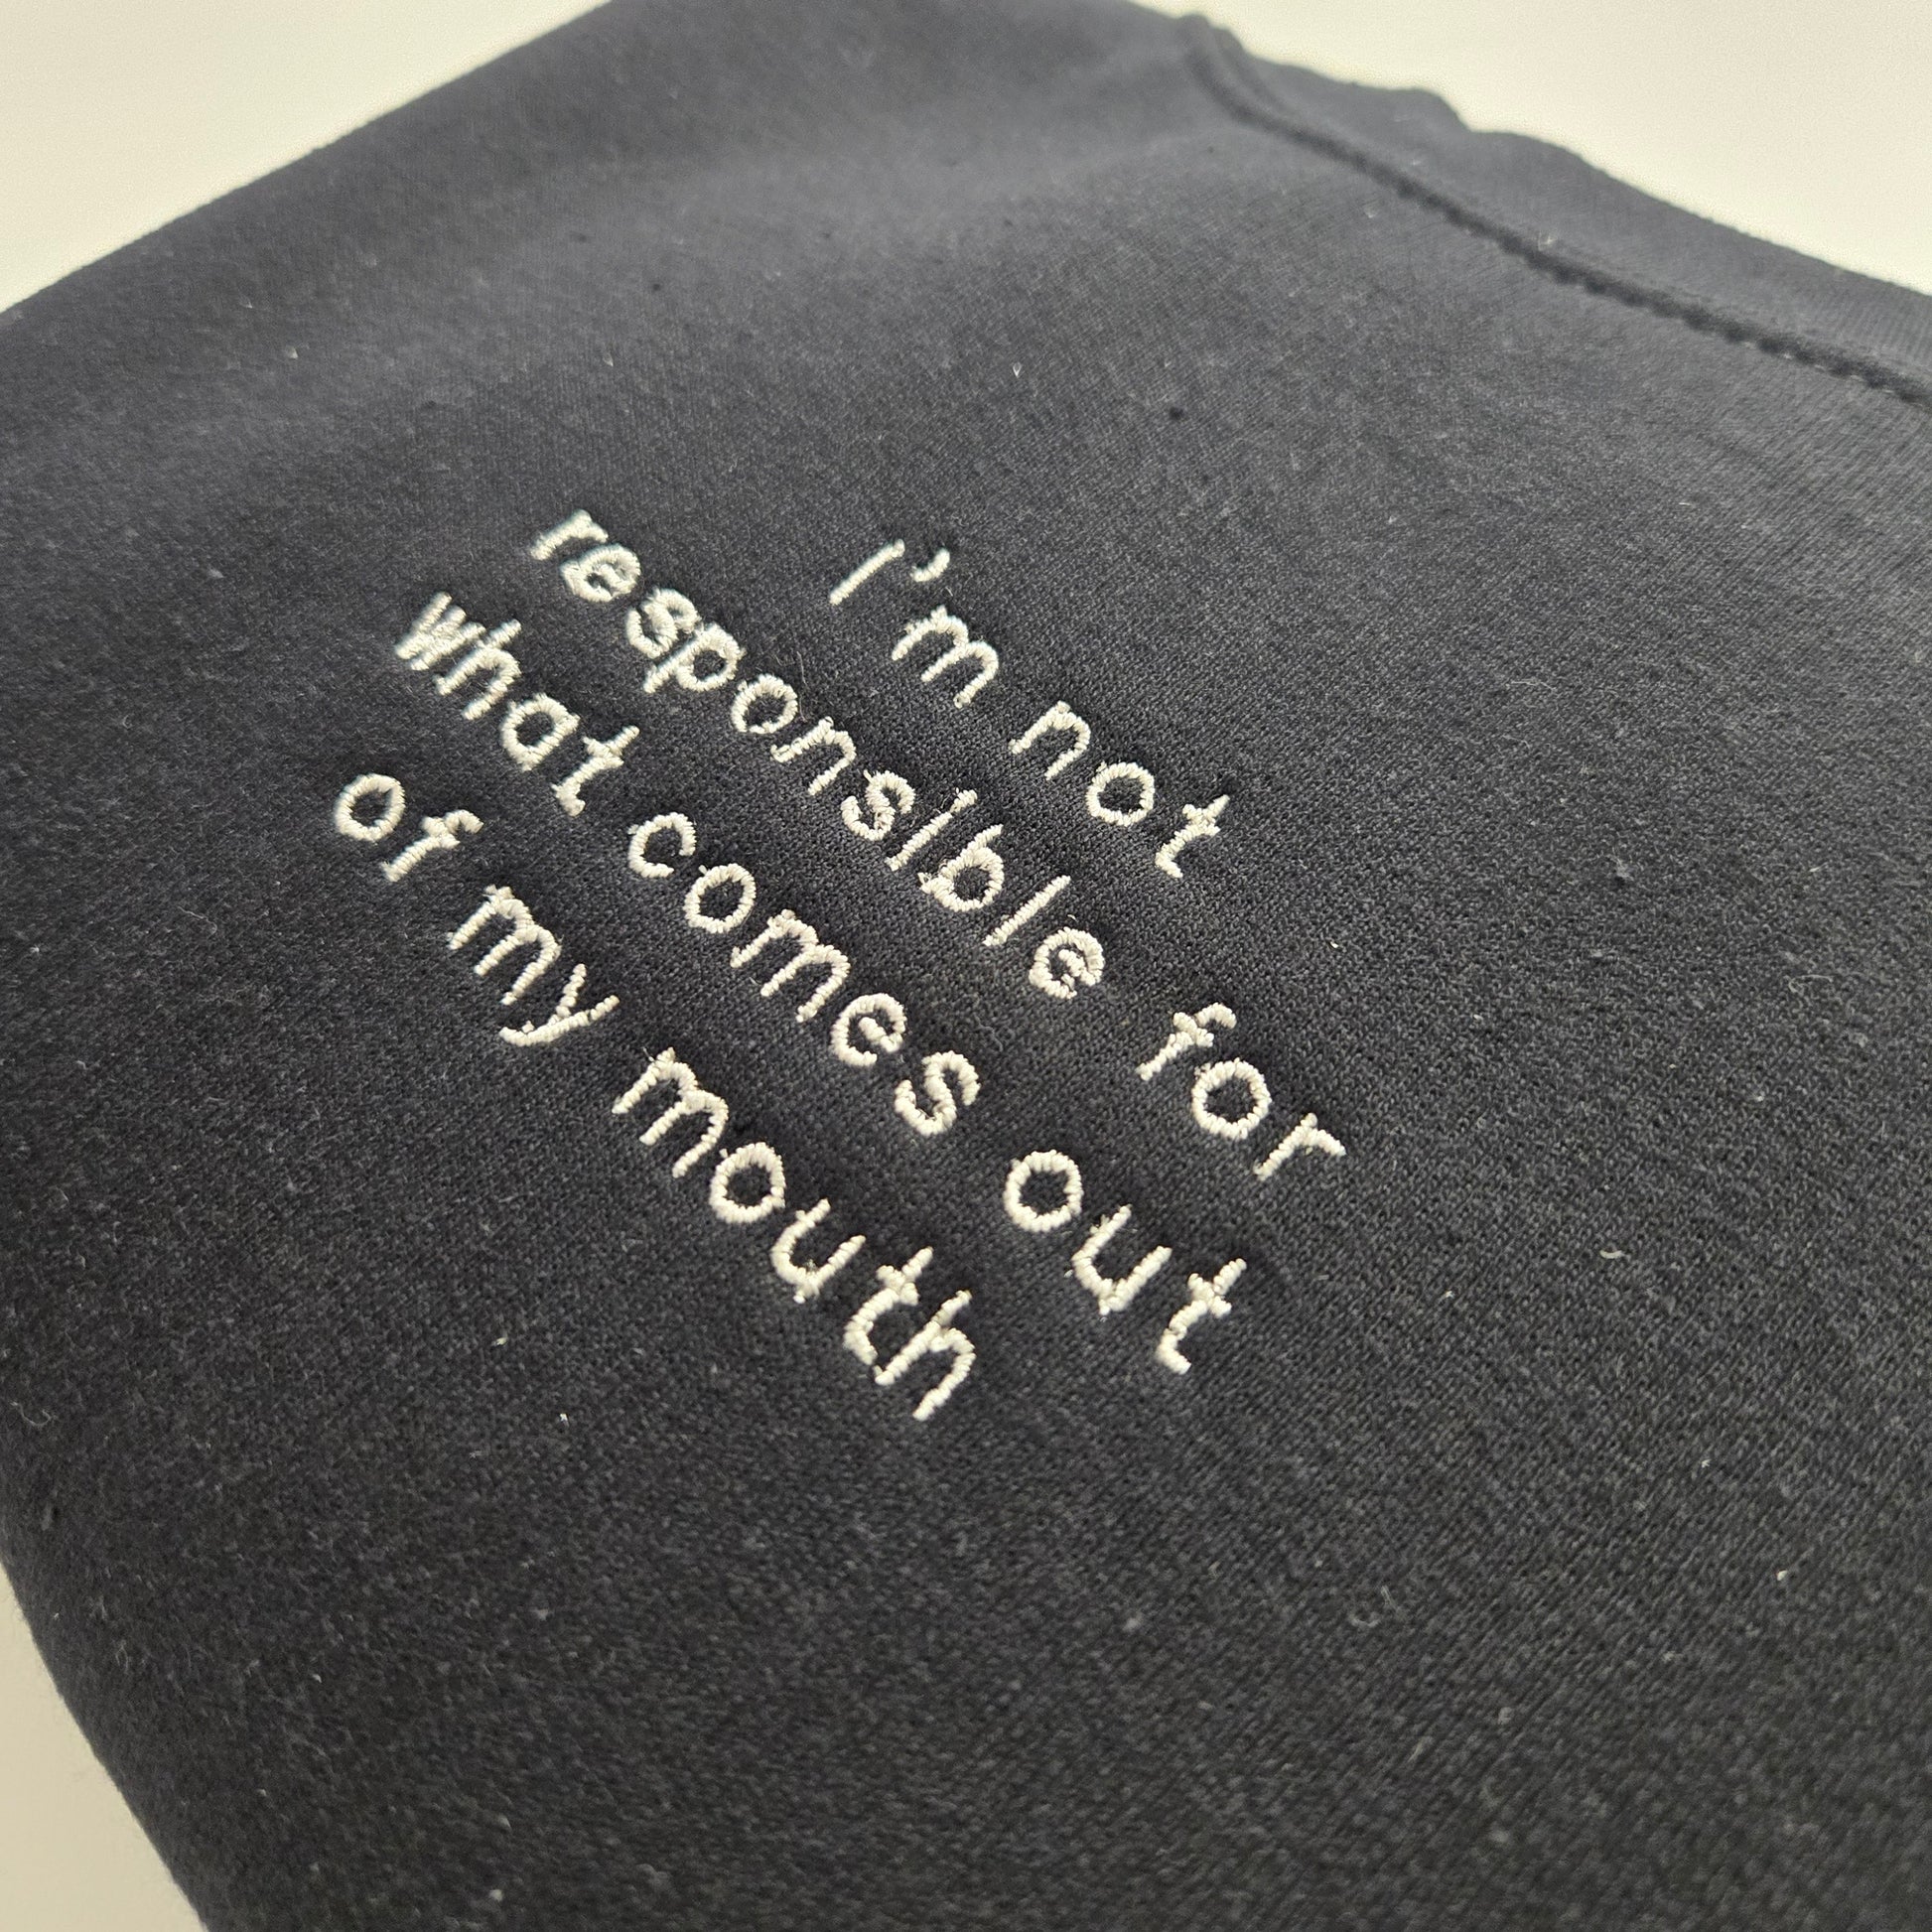 I'm not
responsible for
what comes out
of my mouth